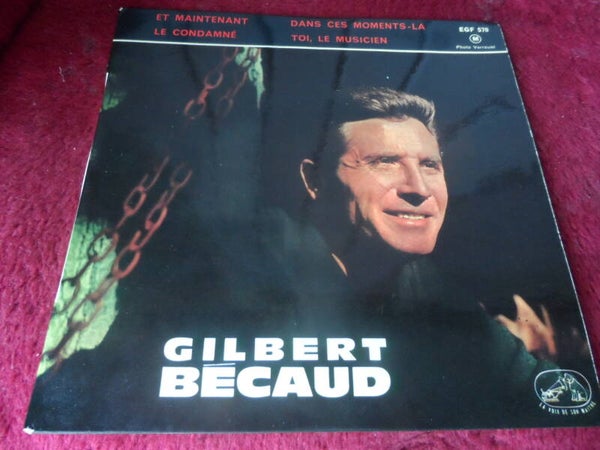 ET MAINTENANT
LE CONDAMNÉ
DANS CES MOMENTS-LA
TOI, LE MUSICIEN
EGF 579
M
Photo Vernouni
GILBERT
BÉCAUD
LA VOIX DE SON MAITRE